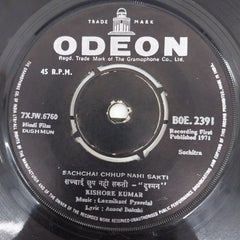 TRADE MARK
ODEON
Regd. Trade Mark of The Gramophone Co., Ltd.
45 R.P.M.
7XJW.6760
Hindi Film
DUSHMUN
BOE. 2391
Recording First
Published 1971
Suchitra
SACHCHAI CHHUP NAHI SAKTI
सच्चाई छुप नहीं सकती - "दुश्मन"
KISHORE KUMAR
Music : Laxmikant Pyarelal
Lyric : Anand Bakshi